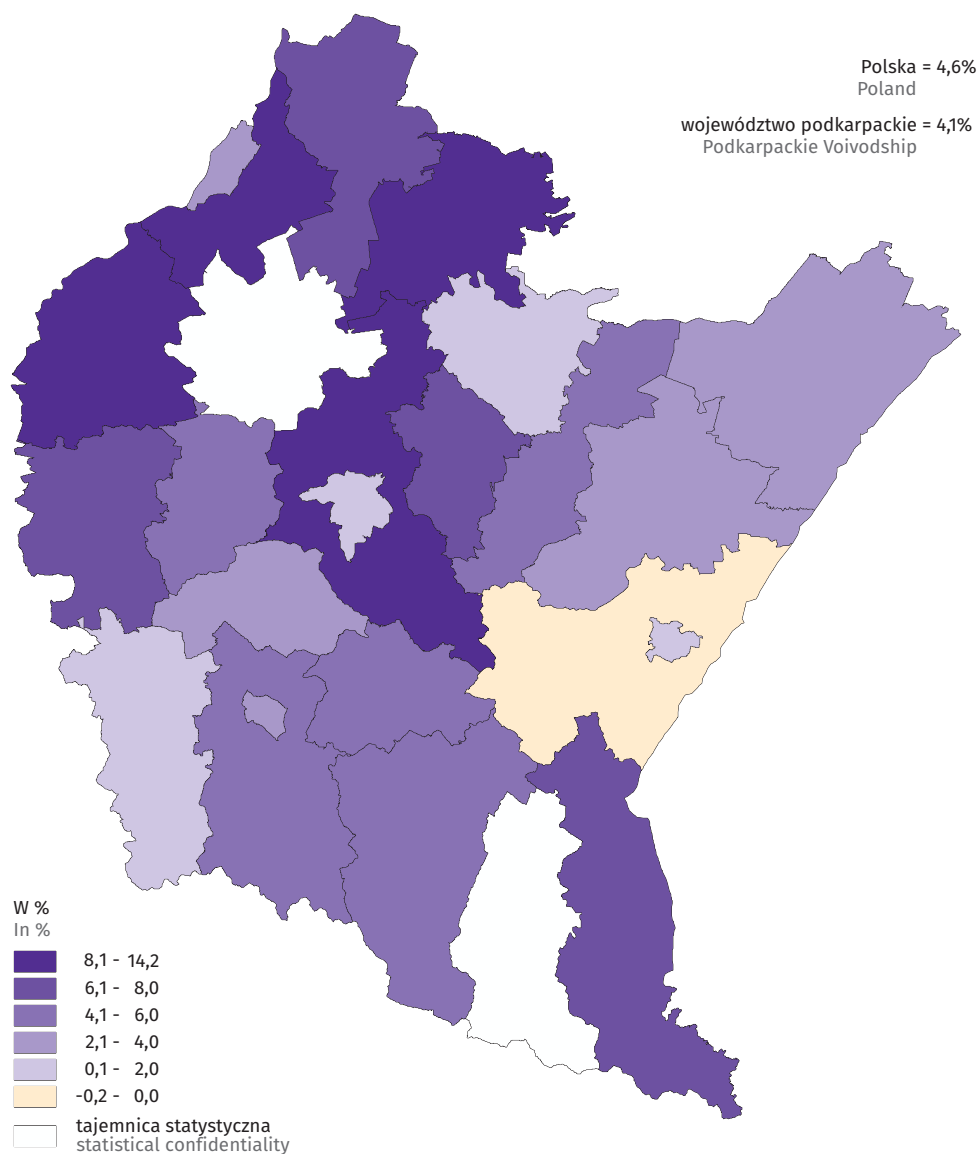 Polska = 4,6%
Poland
województwo podkarpackie = 4,1%
Podkarpackie Voivodship
W %
In %
8,1 - 14,2
6,1 - 8,0
4,1 - 6,0
2,1 - 4,0
0,1 - 2,0
-0,2 - 0,0
tajemnica statystyczna
statistical confidentiality